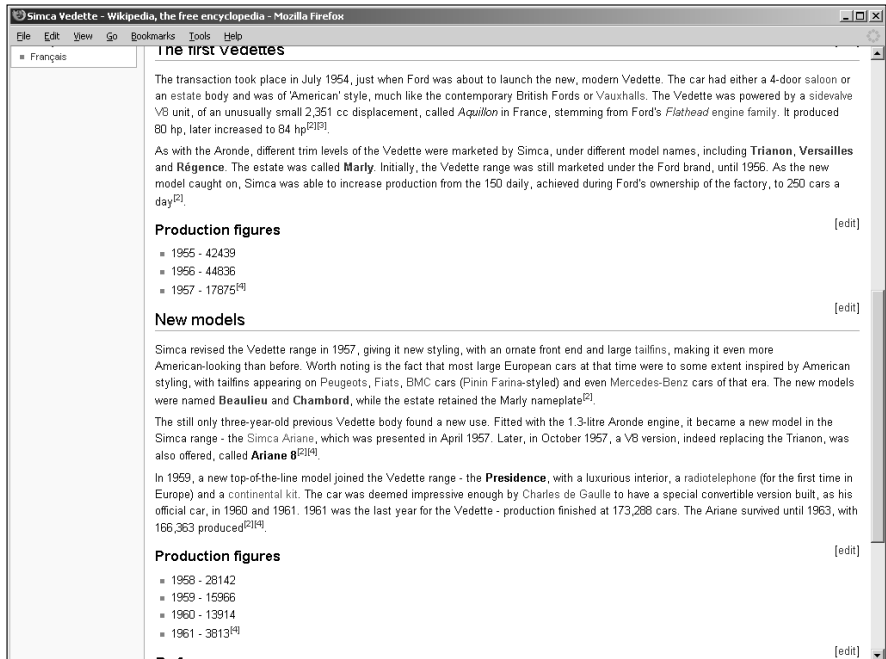 Simca Vedette - Wikipedia, the free encyclopedia - Mozilla Firefox
File Edit View Go Bookmarks Tools Help
Français
The first Vedettes
The transaction took place in July 1954, just when Ford was about to launch the new, modern Vedette. The car had either a 4-door saloon or
an estate body and was of 'American' style, much like the contemporary British Fords or Vauxhalls. The Vedette was powered by a sidevalve
V8 unit, of an unusually small 2,351 cc displacement, called Aquillon in France, stemming from Ford's Flathead engine family. It produced
80 hp, later increased to 84 hp[2][3].
As with the Aronde, different trim levels of the Vedette were marketed by Simca, under different model names, including Trianon, Versailles
and Régence. The estate was called Marly. Initially, the Vedette range was still marketed under the Ford brand, until 1956. As the new
model caught on, Simca was able to increase production from the 150 daily, achieved during Ford's ownership of the factory, to 250 cars a
day[2].
[edit]
Production figures
1955 - 42439
1956 - 44836
1957 - 17875[4]
[edit]
New models
Simca revised the Vedette range in 1957, giving it new styling, with an ornate front end and large tailfins, making it even more
American-looking than before. Worth noting is the fact that most large European cars at that time were to some extent inspired by American
styling, with tailfins appearing on Peugeots, Fiats, BMC cars (Pinin Farina-styled) and even Mercedes-Benz cars of that era. The new models
were named Beaulieu and Chambord, while the estate retained the Marly nameplate[2].
The still only three-year-old previous Vedette body found a new use. Fitted with the 1.3-litre Aronde engine, it became a new model in the
Simca range - the Simca Ariane, which was presented in April 1957. Later, in October 1957, a V8 version, indeed replacing the Trianon, was
also offered, called Ariane 8[2][4].
In 1959, a new top-of-the-line model joined the Vedette range - the Presidence, with a luxurious interior, a radiotelephone (for the first time in
Europe) and a continental kit. The car was deemed impressive enough by Charles de Gaulle to have a special convertible version built, as his
official car, in 1960 and 1961. 1961 was the last year for the Vedette - production finished at 173,288 cars. The Ariane survived until 1963, with
166,363 produced[2][4].
[edit]
Production figures
1958 - 28142
1959 - 15966
1960 - 13914
1961 - 3813[4]
[edit]